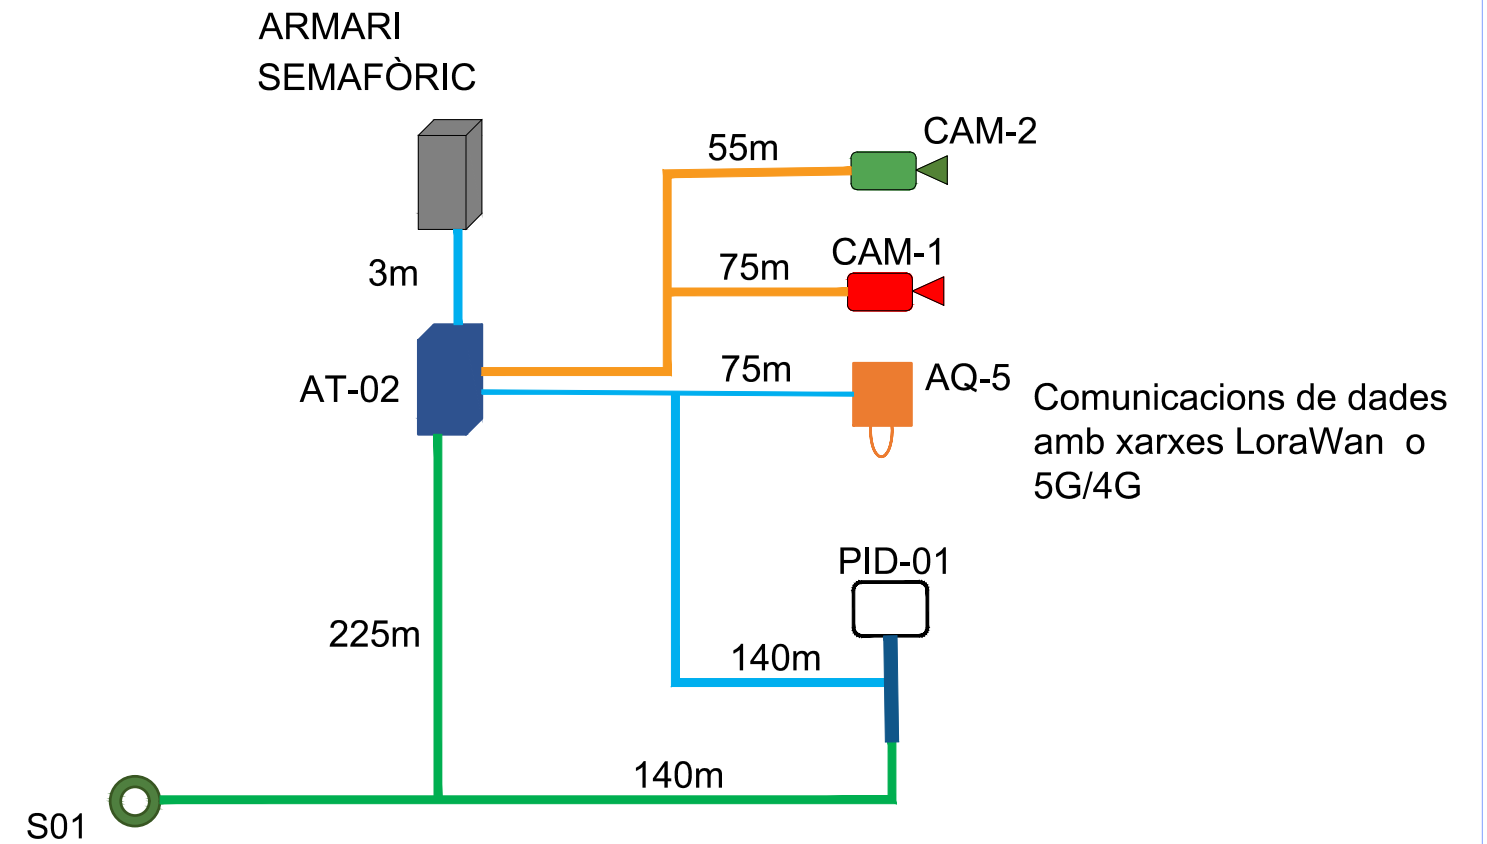 ARMARI
SEMAFÒRIC
CAM-2
55m
CAM-1
75m
3m
75m
AQ-5
AT-02
Comunicacions de dades
amb xarxes LoraWan o
5G/4G
PID-01
225m
140m
140m
S01